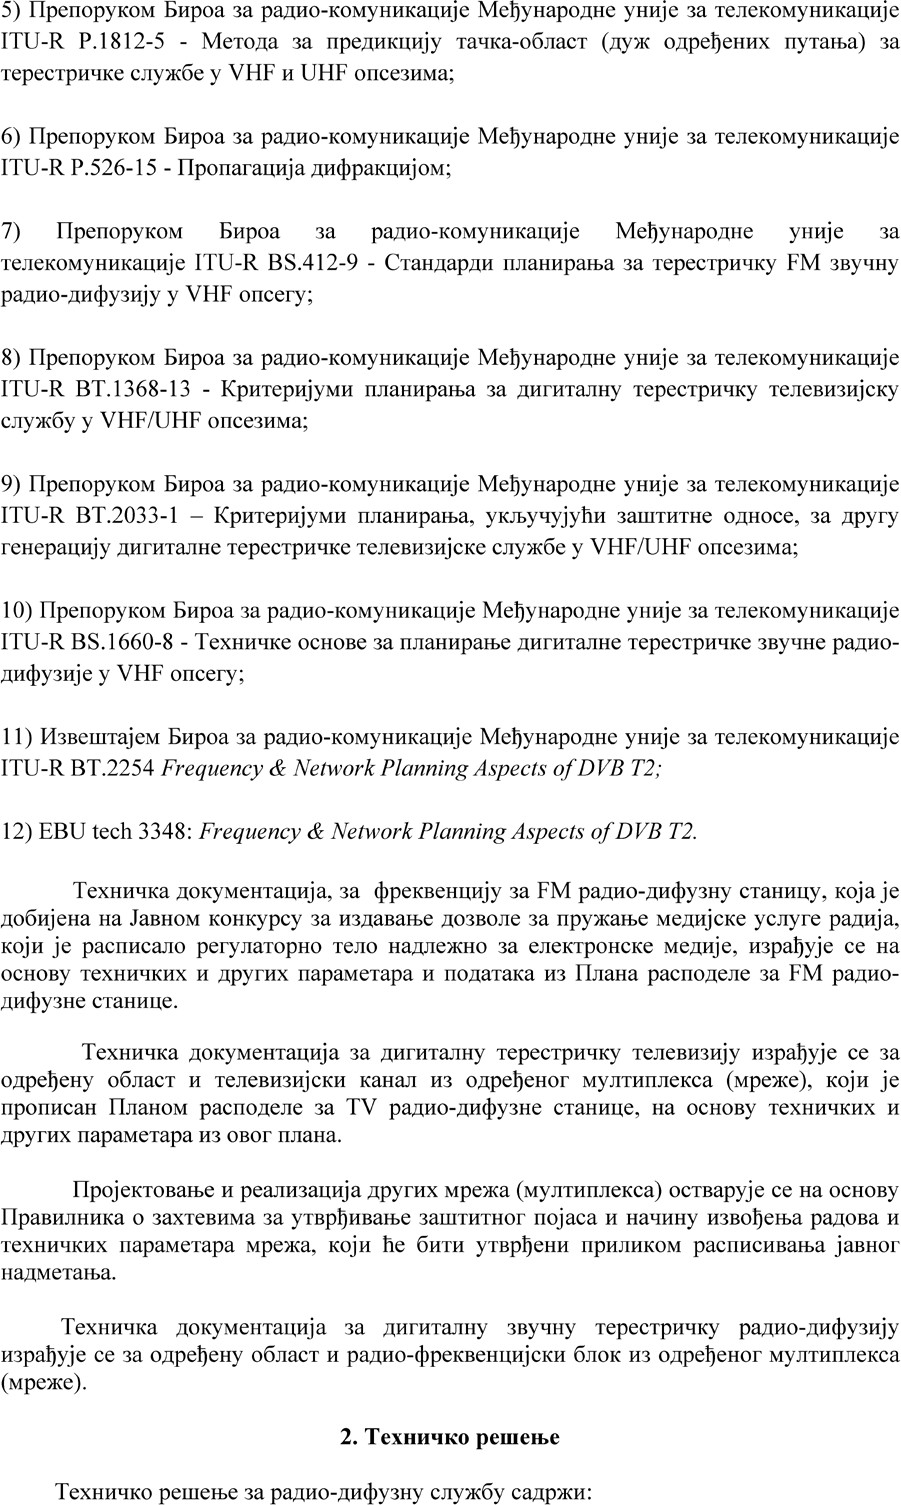 5) Препоруком Бироа за радио-комуникације Међународне уније за телекомуникације
ITU-R P.1812-5 - Метода за предикцију тачка-област (дуж одређених путања) за
терестричке службе у VHF и UHF опсезима;
6) Препоруком Бироа за радио-комуникације Међународне уније за телекомуникације
ITU-R P.526-15 - Пропагација дифракцијом;
7) Препоруком Бироа за радио-комуникације Међународне уније за
телекомуникације ITU-R BS.412-9 - Стандарди планирања за терестричку FM звучну
радио-дифузију у VHF опсегу;
8) Препоруком Бироа за радио-комуникације Међународне уније за телекомуникације
ITU-R BT.1368-13 - Критеријуми планирања за дигиталну терестричку телевизијску
службу у VHF/UHF опсезима;
9) Препоруком Бироа за радио-комуникације Међународне уније за телекомуникације
ITU-R BT.2033-1 – Критеријуми планирања, укључујући заштитне односе, за другу
генерацију дигиталне терестричке телевизијске службе у VHF/UHF опсезима;
10) Препоруком Бироа за радио-комуникације Међународне уније за телекомуникације
ITU-R BS.1660-8 - Техничке основе за планирање дигиталне терестричке звучне радио-
дифузије у VHF опсегу;
11) Извештајем Бироа за радио-комуникације Међународне уније за телекомуникације
ITU-R BT.2254 Frequency & Network Planning Aspects of DVB T2;
12) EBU tech 3348: Frequency & Network Planning Aspects of DVB T2.
Техничка документација, за фреквенцију за FM радио-дифузну станицу, која је
добијена на Јавном конкурсу за издавање дозволе за пружање медијске услуге радија,
који је расписало регулаторно тело надлежно за електронске медије, израђује се на
основу техничких и других параметара и података из Плана расподеле за FM радио-
дифузне станице.
Техничка документација за дигиталну терестричку телевизију израђује се за
одређену област и телевизијски канал из одређеног мултиплекса (мреже), који је
прописан Планом расподеле за TV радио-дифузне станице, на основу техничких и
других параметара из овог плана.
Пројектовање и реализација других мрежа (мултиплекса) остварује се на основу
Правилника о захтевима за утврђивање заштитног појаса и начину извођења радова и
техничких параметара мрежа, који ће бити утврђени приликом расписивања јавног
надметања.
Техничка документација за дигиталну звучну терестричку радио-дифузију
израђује се за одређену област и радио-фреквенцијски блок из одређеног мултиплекса
(мреже).
2. Техничко решење
Техничко решење за радио-дифузну службу садржи: